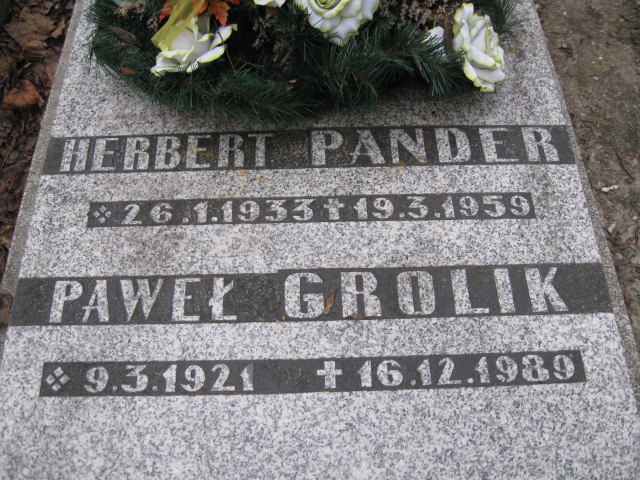 HERBERT PANDER
26.1.1933 ✝ 19.3.1959
PAWEŁ GROLIK
9.3.1921 ✝ 16.12.1989